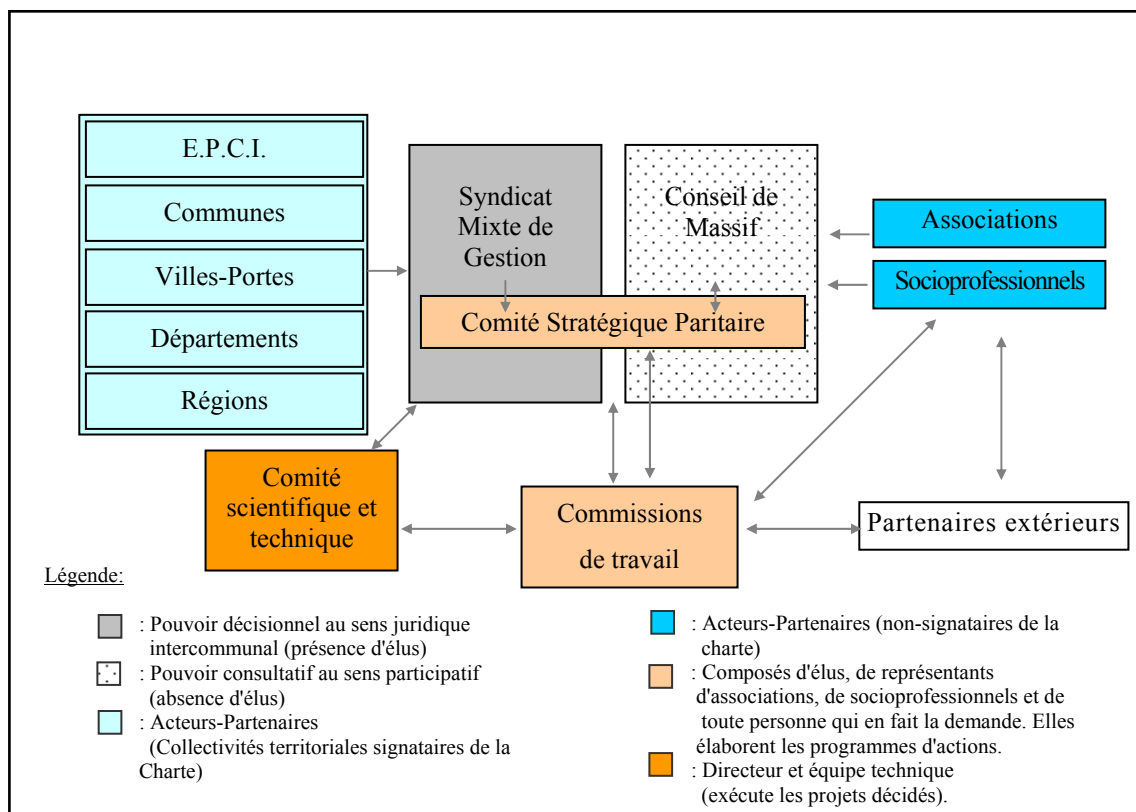 E.P.C.I.
Communes
Villes-Portes
Départements
Régions
Syndicat
Mixte de
Gestion
Conseil de
Massif
Comité Stratégique Paritaire
Associations
Socioprofessionnels
Comité
scientifique et
technique
Commissions
de travail
Partenaires extérieurs
Légende:
: Pouvoir décisionnel au sens juridique
intercommunal (présence d'élus)
: Pouvoir consultatif au sens participatif
(absence d'élus)
: Acteurs-Partenaires
(Collectivités territoriales signataires de la
Charte)
: Acteurs-Partenaires (non-signataires de la
charte)
: Composés d'élus, de représentants
d'associations, de socioprofessionnels et de
toute personne qui en fait la demande. Elles
élaborent les programmes d'actions.
: Directeur et équipe technique
(exécute les projets décidés).